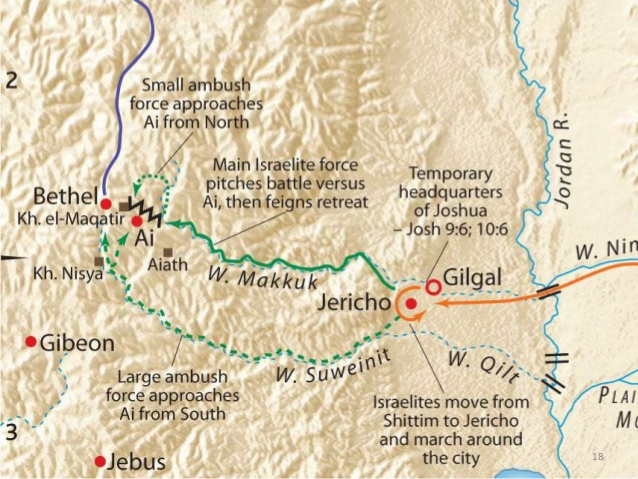 2
Small ambush
force approaches
Ai from North
Main Israelite force
pitches battle versus
Ai, then feigns retreat
Temporary
headquarters
of Joshua
– Josh 9:6; 10:6
Jordan R.
Bethel
Kh. el-Maqatir
Ai
Aiath
Kh. Nisya
W. Makkuk
W. Nin
Gilgal
Jericho
Gibeon
Large ambush
force approaches
Ai from South
W. Suweinit
W. Qilt
Israelites move from
Shittim to Jericho
and march around
the city
PLAI
MO
3
Jebus
18